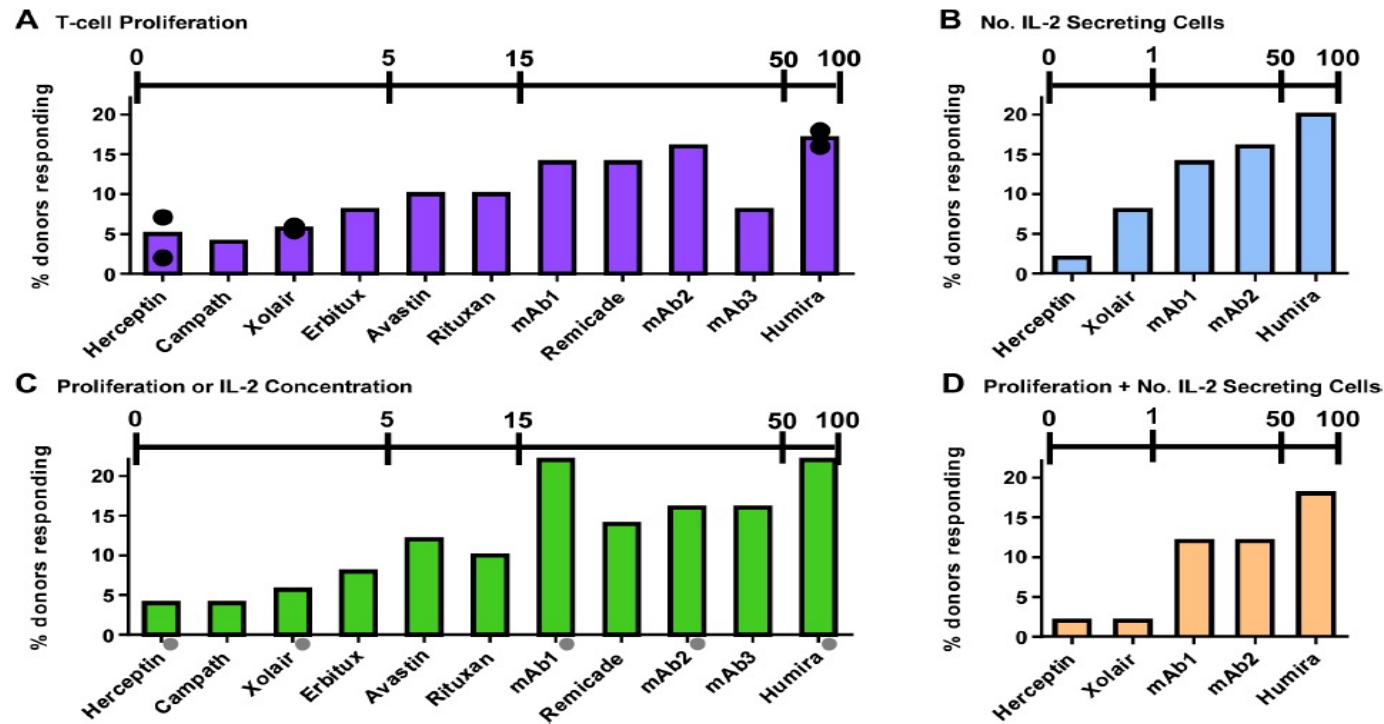 A T-cell Proliferation
0 5 15 50 100
% donors responding
20
15
10
5
0
Herceptin
Campath
Xolair
Erbitux
Avastin
Rituxan
mAb1
Remicade
mAb2
mAb3
Humira
B No. IL-2 Secreting Cells
0 1 50 100
% donors responding
20
15
10
5
0
Herceptin
Xolair
mAb1
mAb2
Humira
C Proliferation or IL-2 Concentration
0 5 15 50 100
% donors responding
20
15
10
5
0
Herceptin
Campath
Xolair
Erbitux
Avastin
Rituxan
mAb1
Remicade
mAb2
mAb3
Humira
D Proliferation + No. IL-2 Secreting Cells
0 1 50 100
% donors responding
20
15
10
5
0
Herceptin
Xolair
mAb1
mAb2
Humira